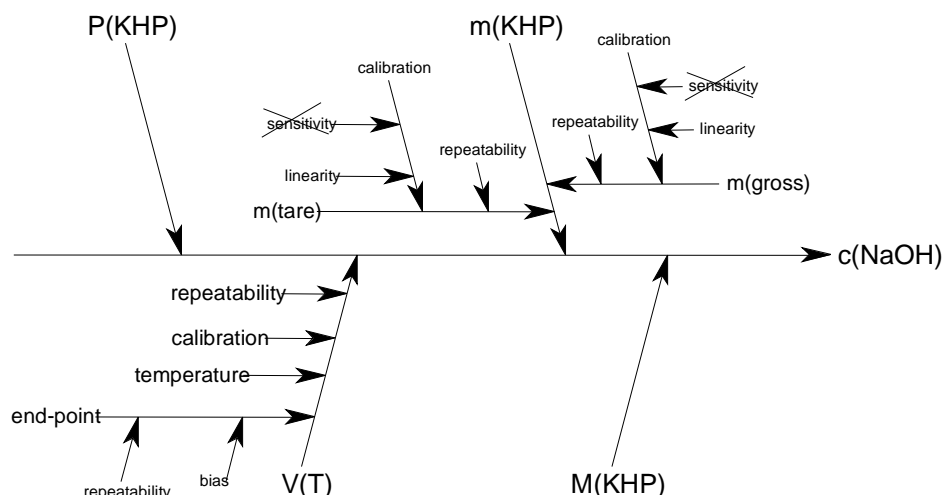 P(KHP)
m(KHP)
calibration
calibration
sensitivity
sensitivity
repeatability
linearity
repeatability
linearity
m(gross)
m(tare)
c(NaOH)
repeatability
calibration
temperature
end-point
repeatability
bias
V(T)
M(KHP)